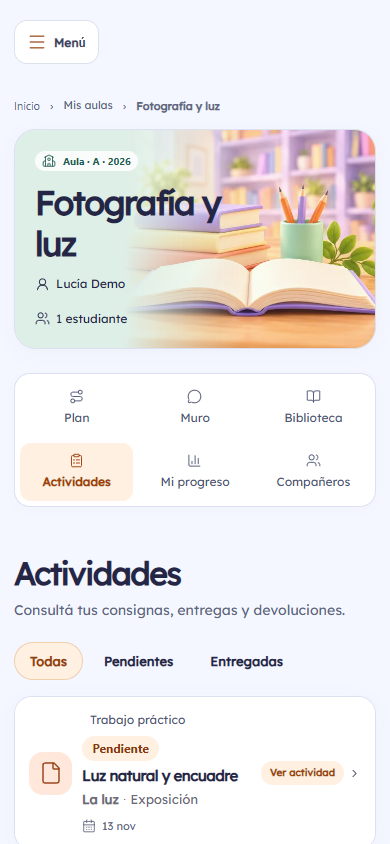 Menú
Inicio › Mis aulas › Fotografía y luz
Aula · A · 2026
Fotografía y
luz
Lucía Demo
1 estudiante
Plan
Muro
Biblioteca
Actividades
Mi progreso
Compañeros
Actividades
Consultá tus consignas, entregas y devoluciones.
Todas
Pendientes
Entregadas
Trabajo práctico
Pendiente
Luz natural y encuadre
La luz · Exposición
13 nov
Ver actividad ›